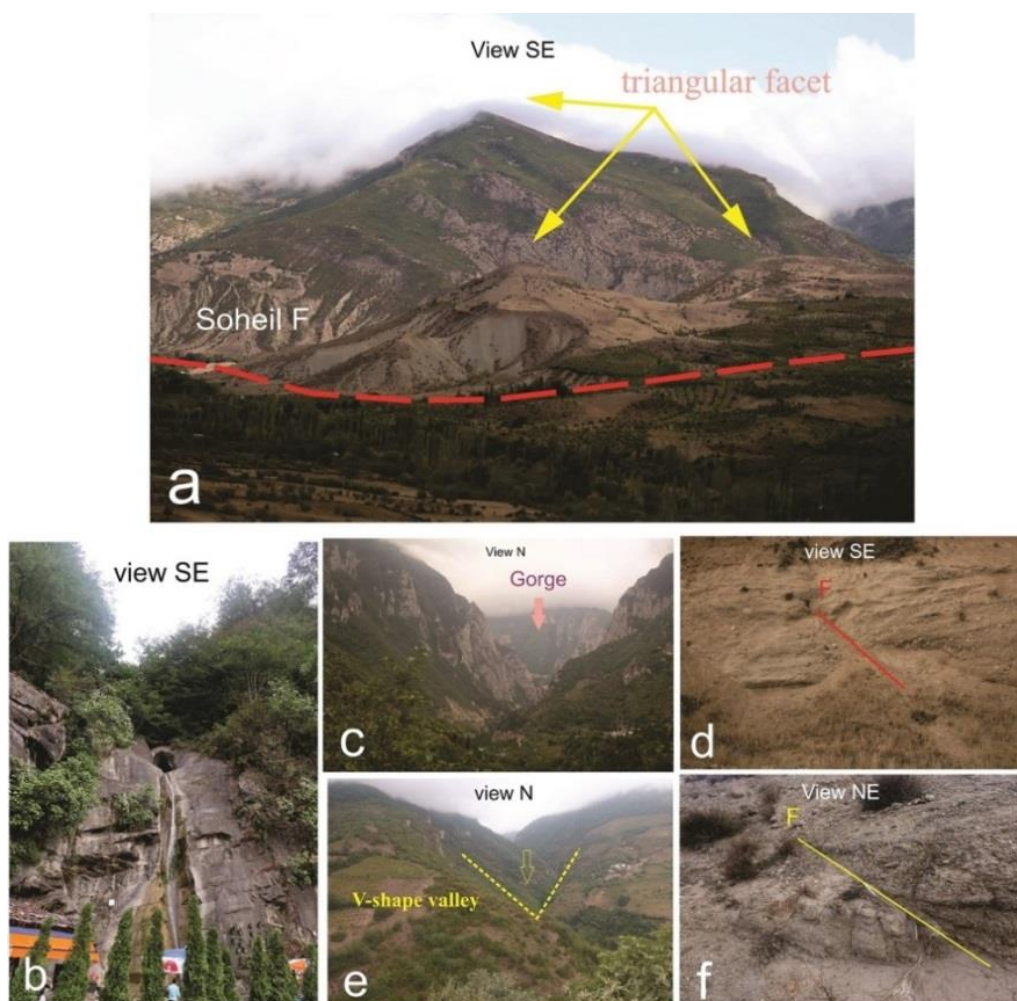 View SE
triangular facet
Soheil F
a
view SE
b
View N
Gorge
c
view SE
F
d
view N
V-shape valley
e
View NE
F
f